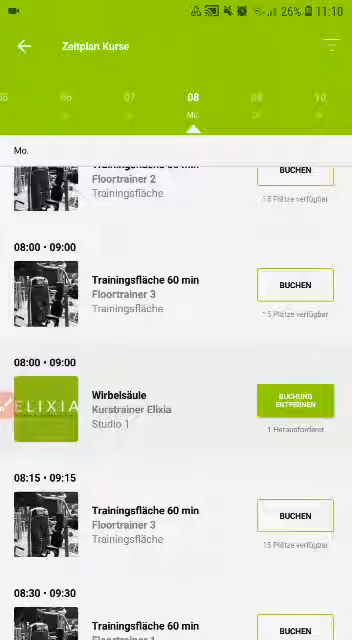 26% 11:10
Zeitplan Kurse
06 07 08 09 10
Mo.
Mo.
Floortrainer 2
Trainingsfläche
BUCHEN
15 Plätze verfügbar
08:00 • 09:00
Trainingsfläche 60 min
Floortrainer 3
Trainingsfläche
BUCHEN
15 Plätze verfügbar
08:00 • 09:00
ELIXIA
Wirbelsäule
Kurstrainer Elixia
Studio 1
BUCHUNG
ENTFERNEN
1 Herausforderer
08:15 • 09:15
Trainingsfläche 60 min
Floortrainer 3
Trainingsfläche
BUCHEN
15 Plätze verfügbar
08:30 • 09:30
Trainingsfläche 60 min
BUCHEN